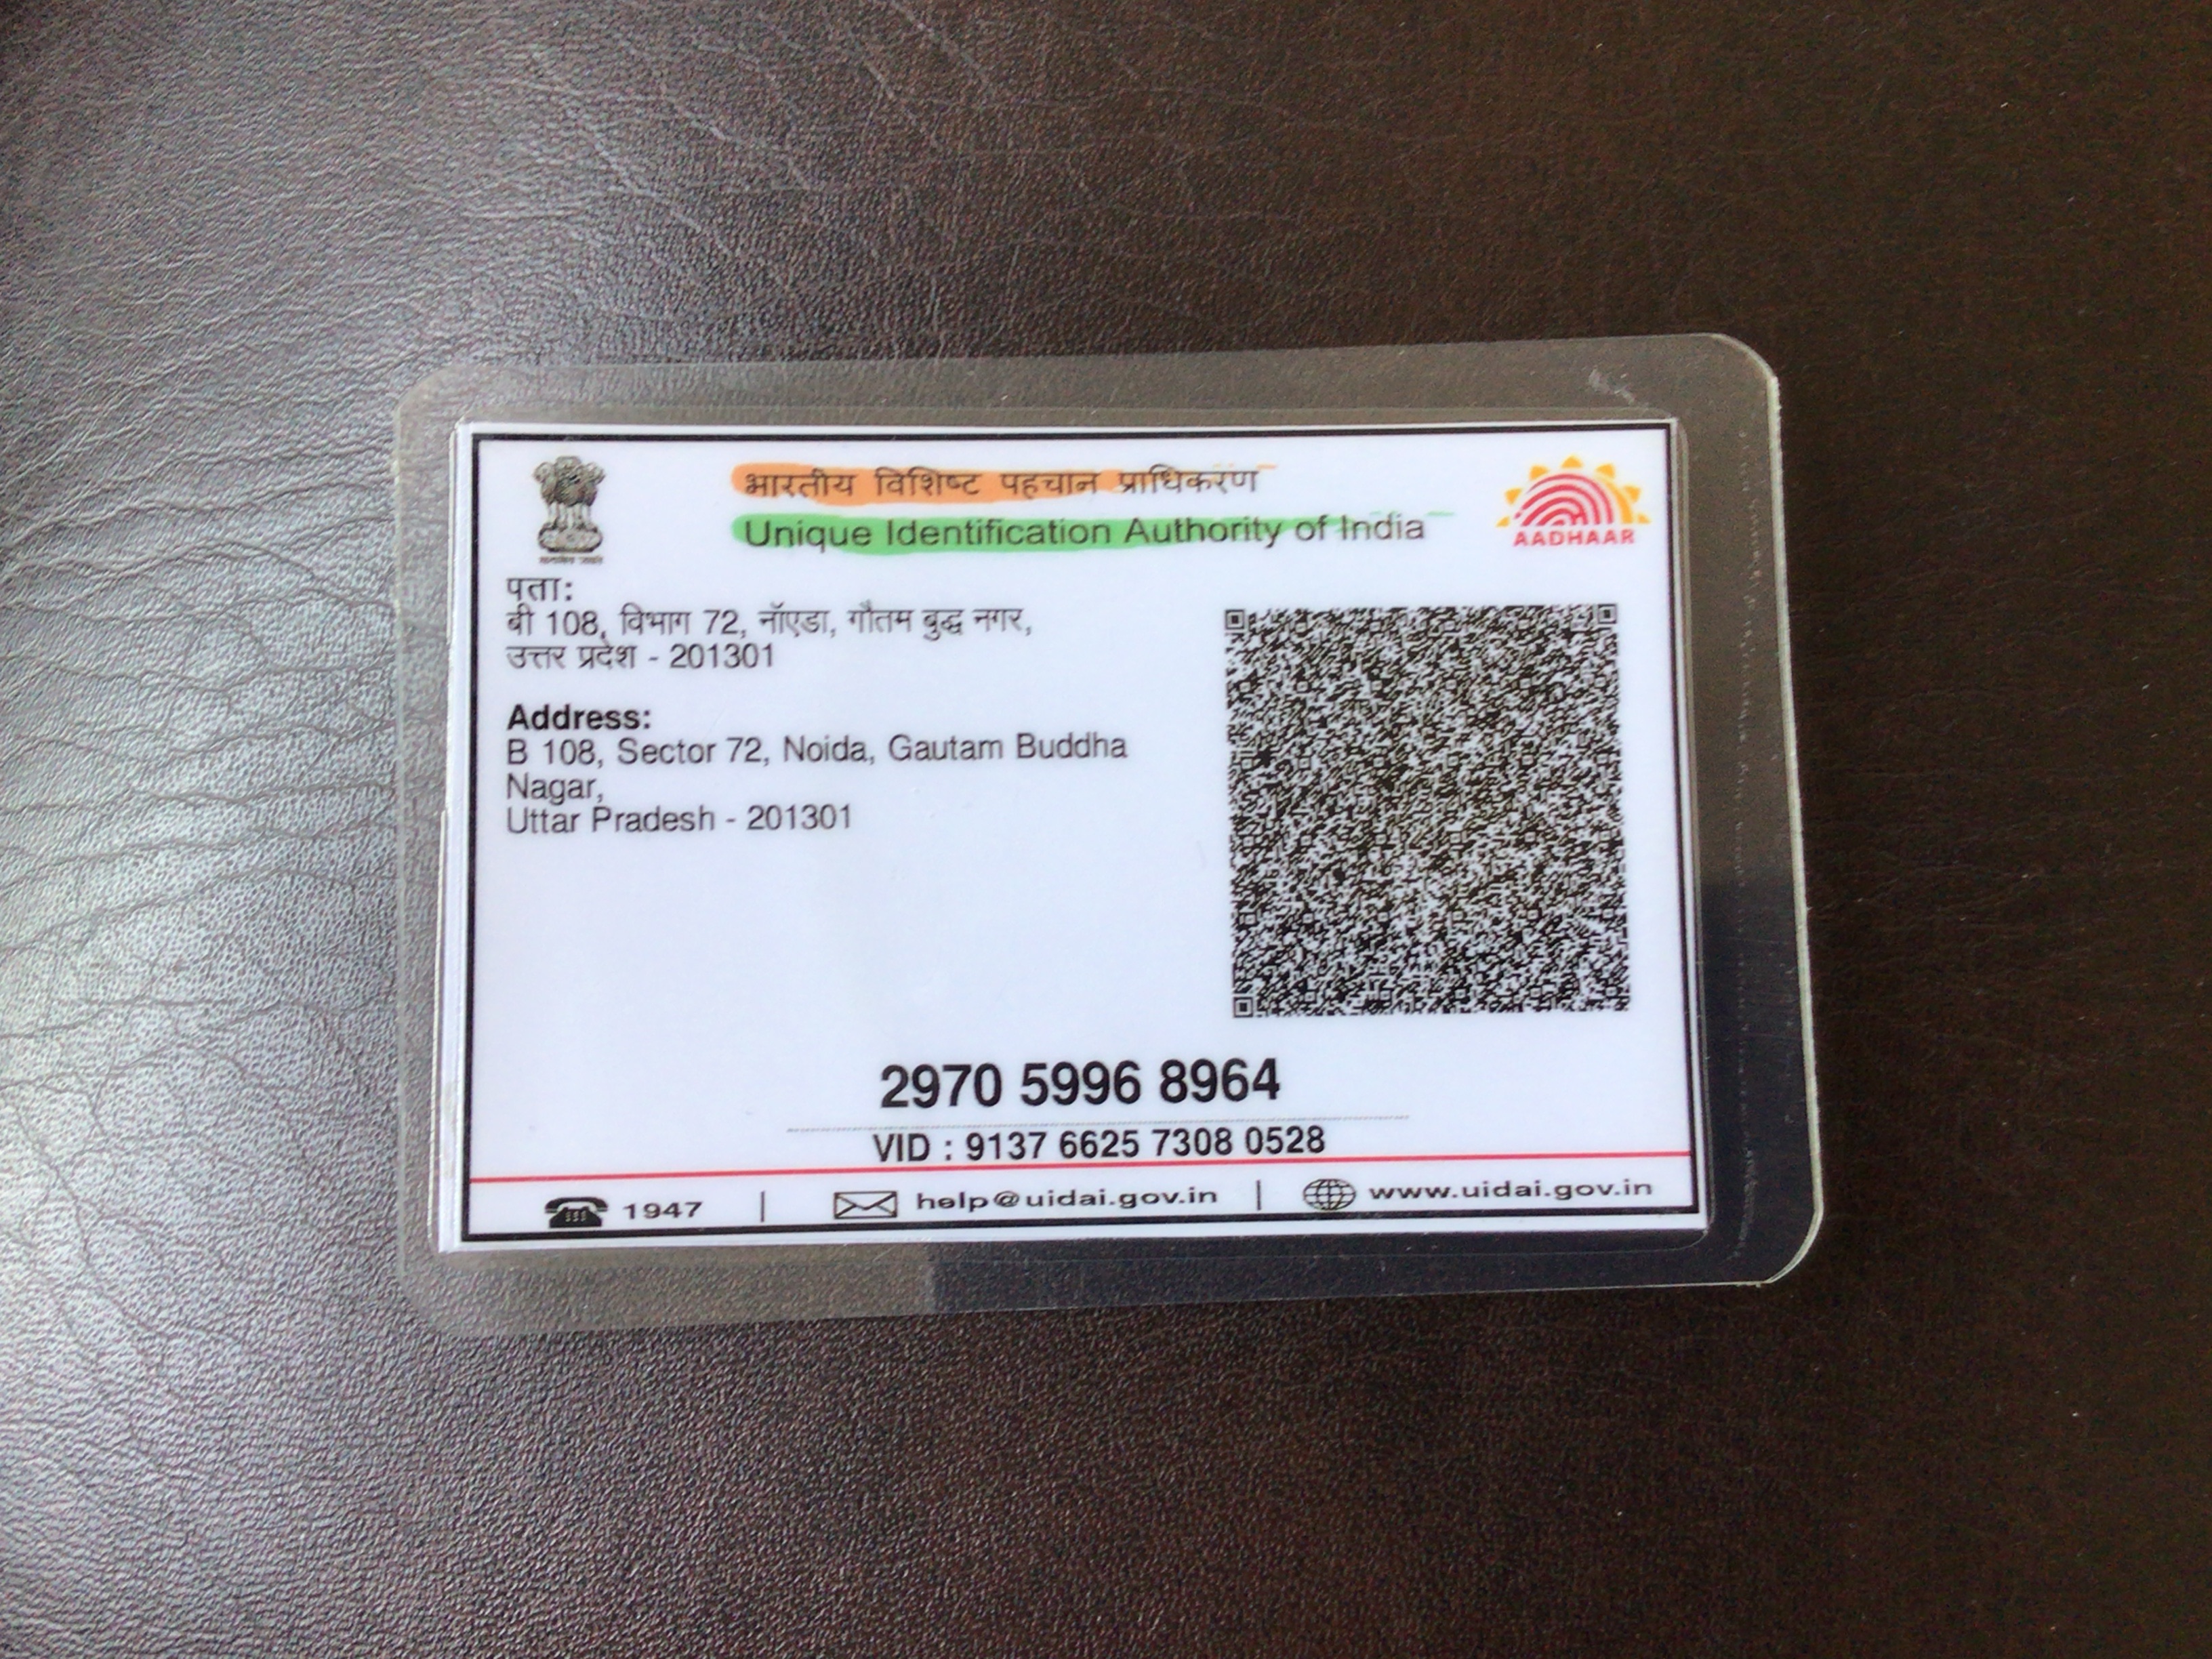 भारतीय विशिष्ट पहचान प्राधिकरण
Unique Identification Authority of India
AADHAAR
पता:
बी 108, विभाग 72, नॉएडा, गौतम बुद्ध नगर,
उत्तर प्रदेश - 201301
Address:
B 108, Sector 72, Noida, Gautam Buddha
Nagar,
Uttar Pradesh - 201301
2970 5996 8964
VID : 9137 6625 7308 0528
1947 | help@uidai.gov.in | www.uidai.gov.in